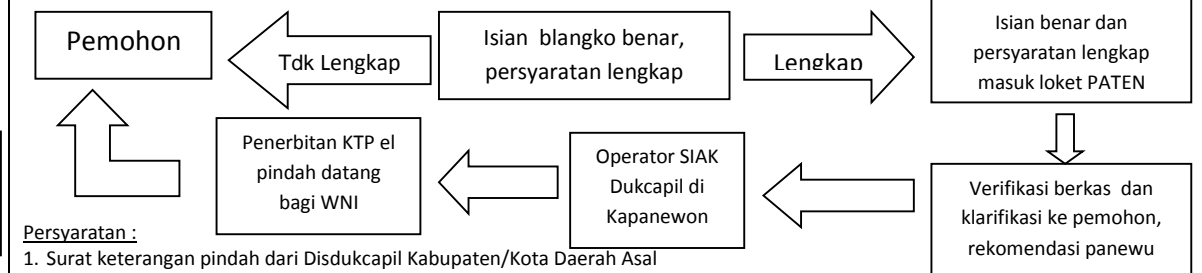 Pemohon
Tdk Lengkap
Isian blangko benar,
persyaratan lengkap
Lengkap
Isian benar dan
persyaratan lengkap
masuk loket PATEN
Penerbitan KTP el
pindah datang
bagi WNI
Operator SIAK
Dukcapil di
Kapanewon
Verifikasi berkas dan
klarifikasi ke pemohon,
rekomendasi panewu
Persyaratan :
1. Surat keterangan pindah dari Disdukcapil Kabupaten/Kota Daerah Asal